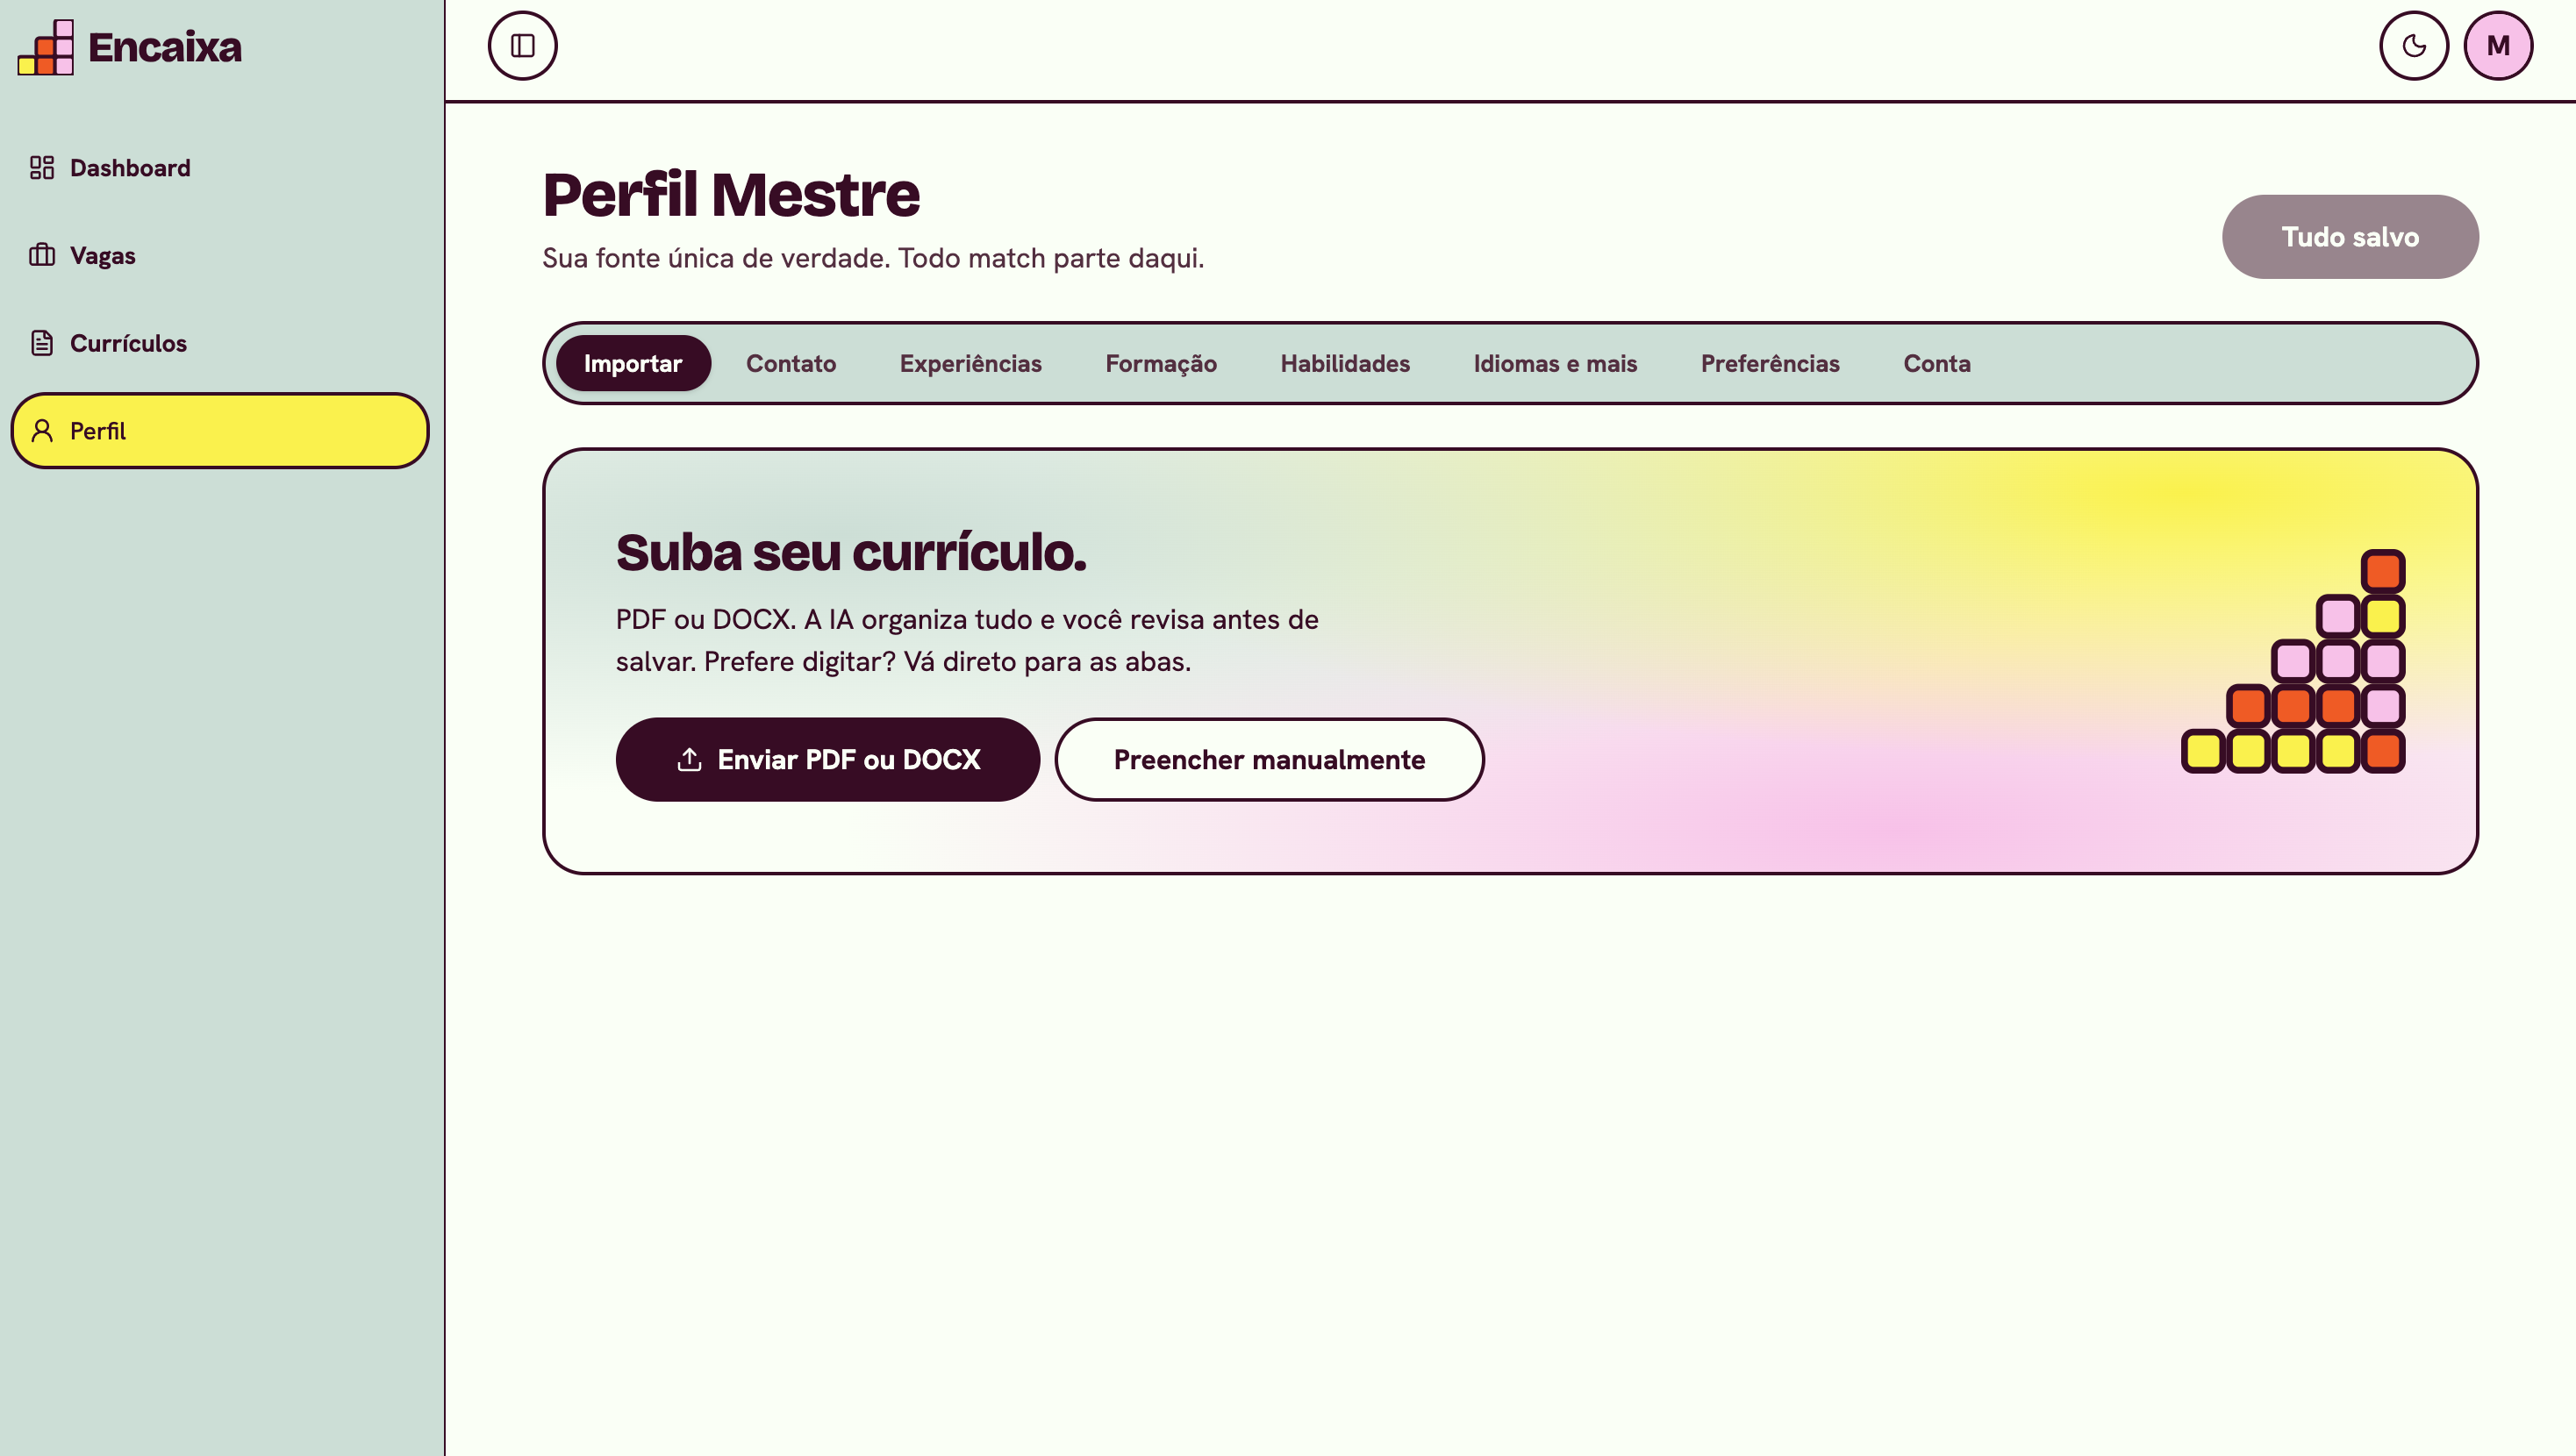 Encaixa
M
Dashboard
Vagas
Currículos
Perfil
Perfil Mestre
Sua fonte única de verdade. Todo match parte daqui.
Tudo salvo
Importar Contato Experiências Formação Habilidades Idiomas e mais Preferências Conta
Suba seu currículo.
PDF ou DOCX. A IA organiza tudo e você revisa antes de
salvar. Prefere digitar? Vá direto para as abas.
Enviar PDF ou DOCX Preencher manualmente